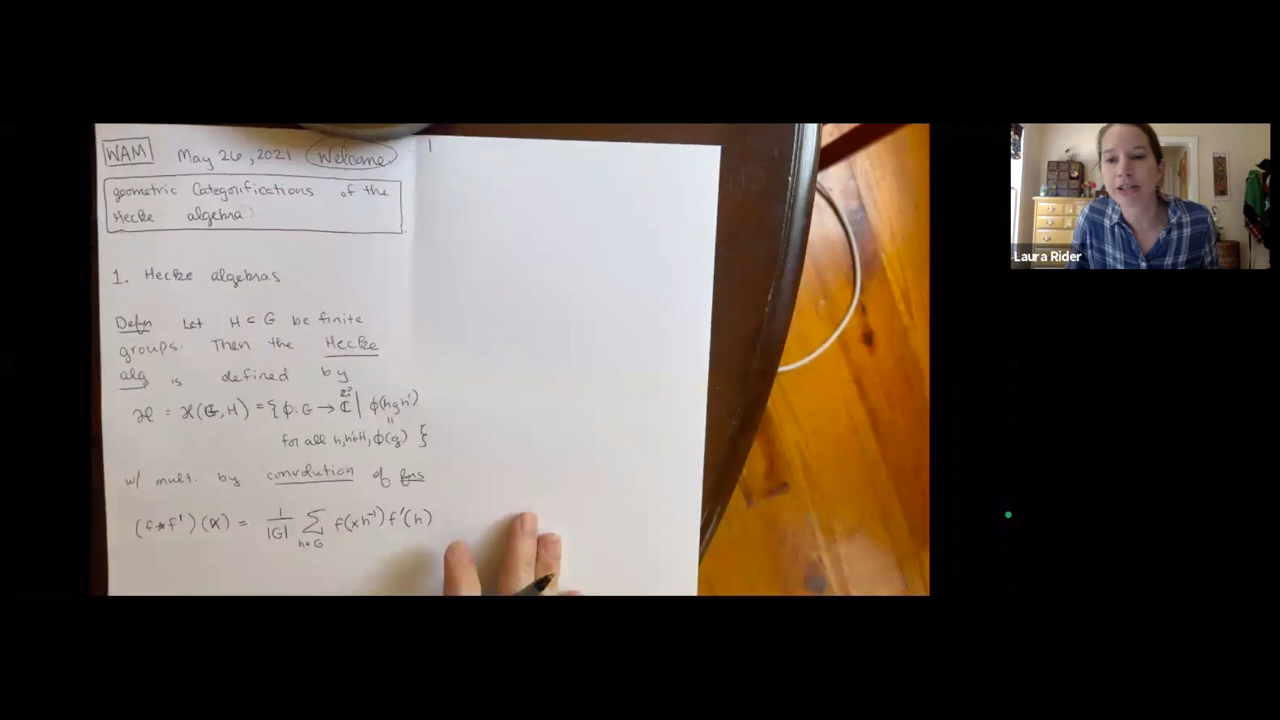 WAM May 26, 2021 Welcome
geometric Categorifications of the
Hecke algebra
1. Hecke algebras
Defn Let H ⊂ G be finite
groups. Then the Hecke
alg is defined by
ℋ = ℋ(G, H) = { φ: G → ℂ | φ(hgh')
=
for all h, h' ∈ H, φ(g) }
w/ mult. by convolution of fns
(f * f')(x) = 1/|G| Σ h∈G f(xh⁻¹) f'(h)
Laura Rider